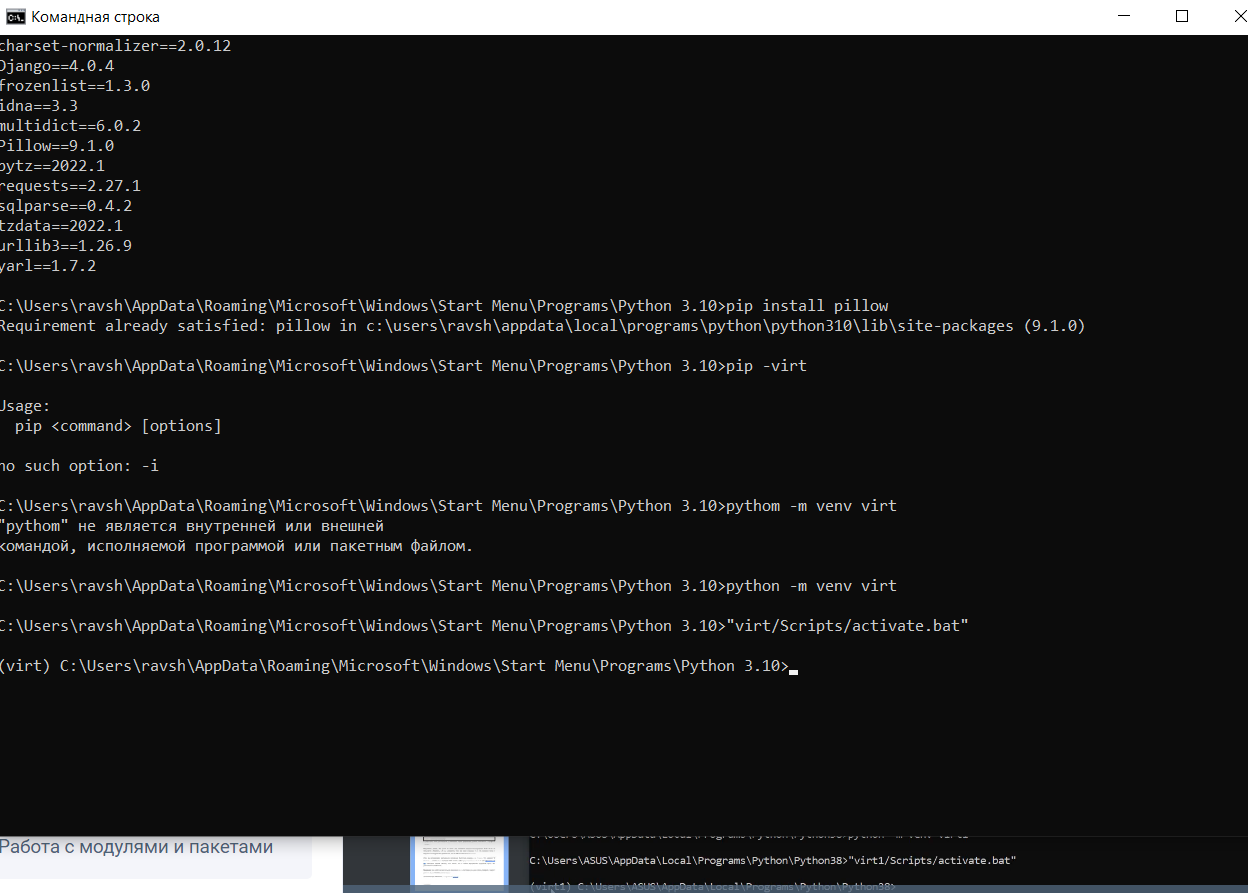 Командная строка
charset-normalizer==2.0.12
Django==4.0.4
frozenlist==1.3.0
idna==3.3
multidict==6.0.2
Pillow==9.1.0
pytz==2022.1
requests==2.27.1
sqlparse==0.4.2
tzdata==2022.1
urllib3==1.26.9
yarl==1.7.2
C:\Users\ravsh\AppData\Roaming\Microsoft\Windows\Start Menu\Programs\Python 3.10>pip install pillow
Requirement already satisfied: pillow in c:\users\ravsh\appdata\local\programs\python\python310\lib\site-packages (9.1.0)
C:\Users\ravsh\AppData\Roaming\Microsoft\Windows\Start Menu\Programs\Python 3.10>pip -virt
Usage:
pip <command> [options]
no such option: -i
C:\Users\ravsh\AppData\Roaming\Microsoft\Windows\Start Menu\Programs\Python 3.10>pythom -m venv virt
"pythom" не является внутренней или внешней
командой, исполняемой программой или пакетным файлом.
C:\Users\ravsh\AppData\Roaming\Microsoft\Windows\Start Menu\Programs\Python 3.10>python -m venv virt
C:\Users\ravsh\AppData\Roaming\Microsoft\Windows\Start Menu\Programs\Python 3.10>"virt/Scripts/activate.bat"
(virt) C:\Users\ravsh\AppData\Roaming\Microsoft\Windows\Start Menu\Programs\Python 3.10>
Работа с модулями и пакетами
C:\Users\ASUS\AppData\Local\Programs\Python\Python38>"virt1/Scripts/activate.bat"
(virt1) C:\Users\ASUS\AppData\Local\Programs\Python\Python38>